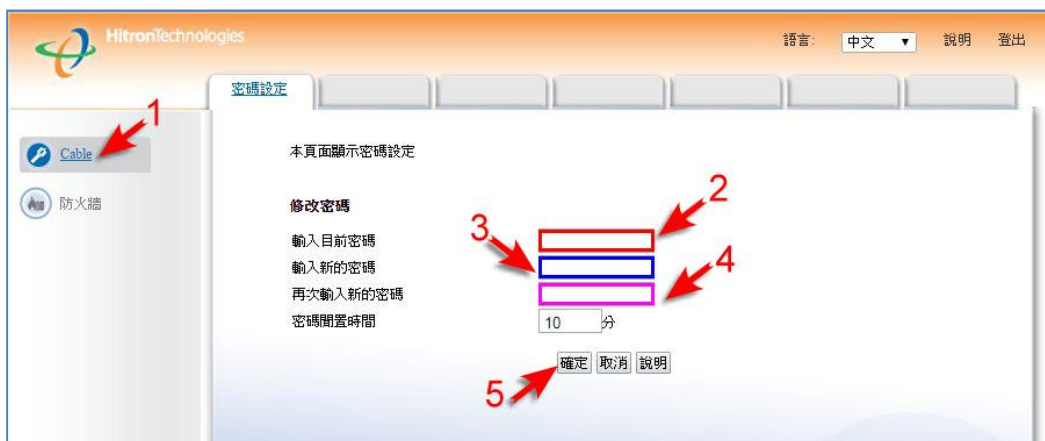 HitronTechnologies
語言: 中文 說明 登出
密碼設定
1
Cable
本頁面顯示密碼設定
防火牆
2
修改密碼
輸入目前密碼
3
輸入新的密碼
4
再次輸入新的密碼
密碼閒置時間 10 分
確定 取消 說明
5